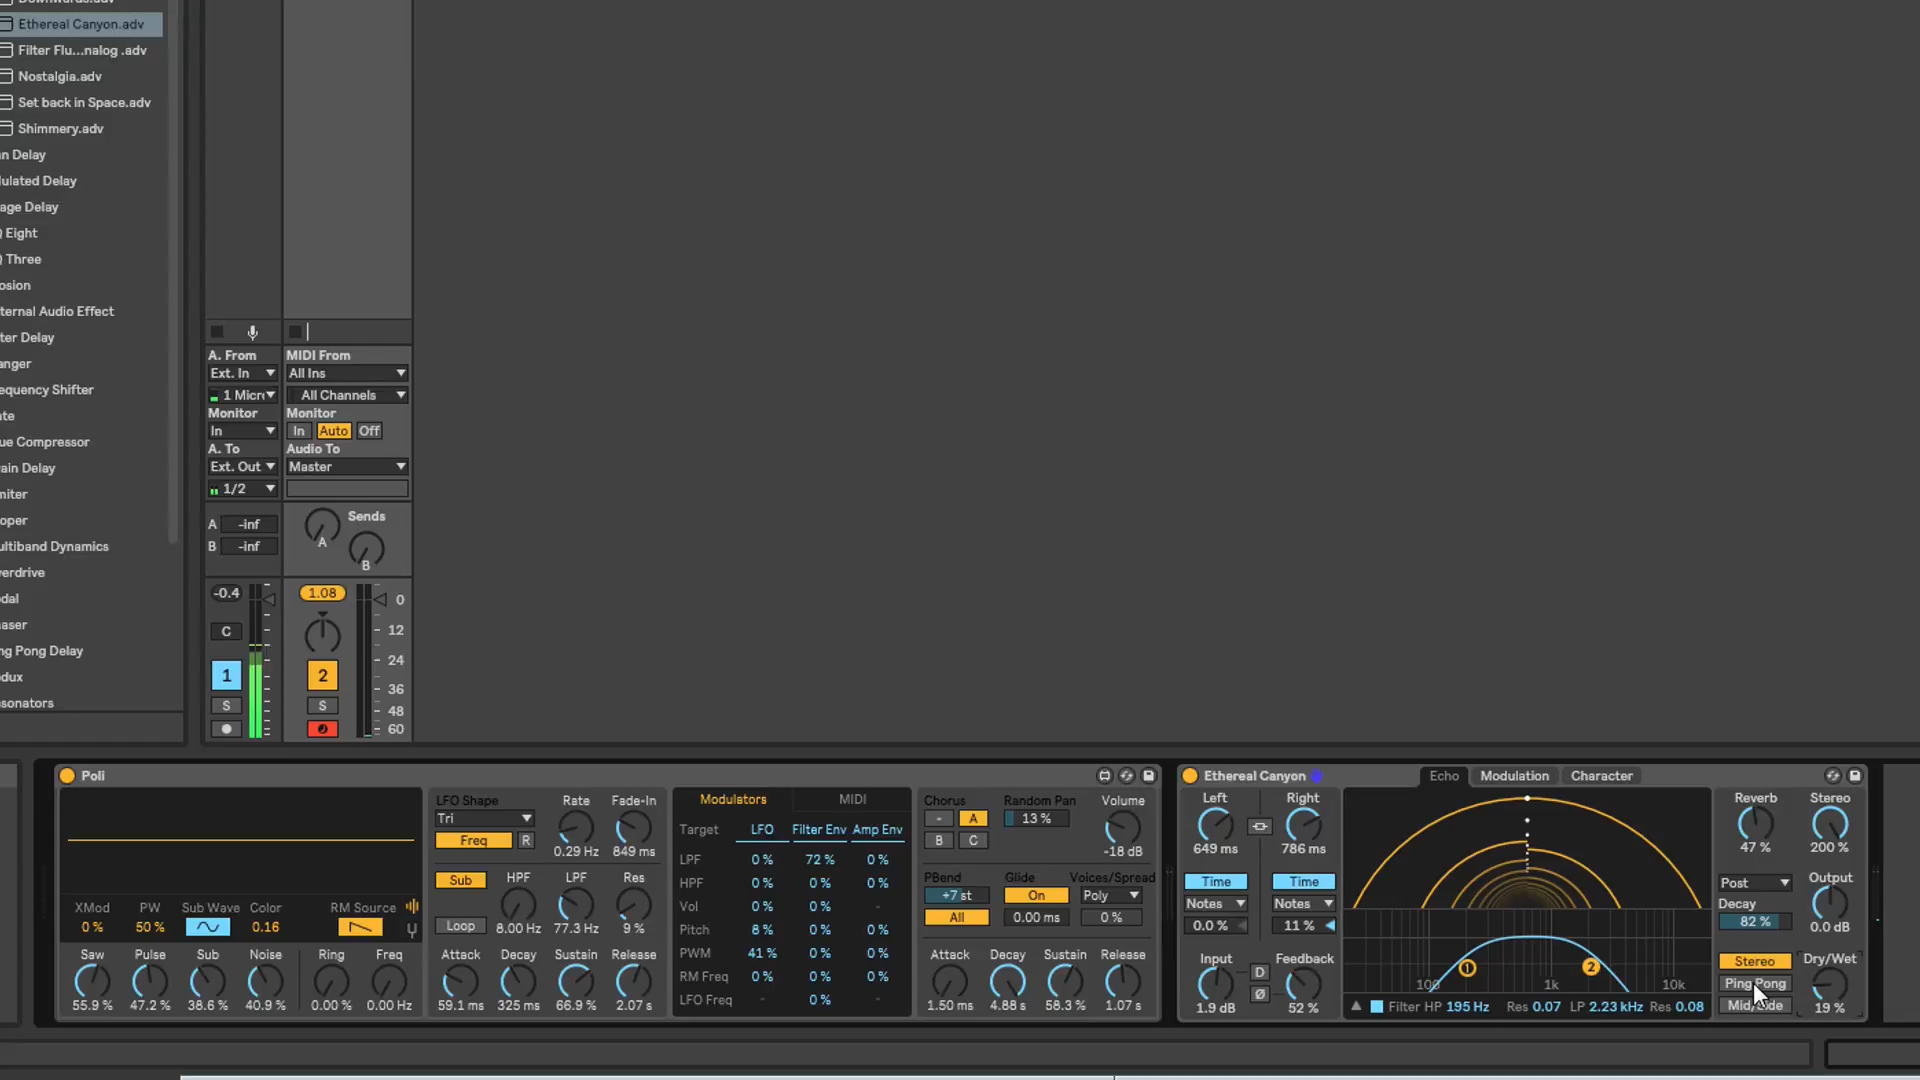 Downwards.adv
Ethereal Canyon.adv
Filter Flu...nalog .adv
Nostalgia.adv
Set back in Space.adv
Shimmery.adv
n Delay
ulated Delay
age Delay
Eight
Three
osion
ternal Audio Effect
ter Delay
anger
equency Shifter
te
ue Compressor
ain Delay
miter
oper
ultiband Dynamics
verdrive
dal
aser
ng Pong Delay
dux
sonators
A. From
Ext. In
1 Micr
Monitor
In
A. To
Ext. Out
1/2
A -inf
B -inf
-0.4
C
1
S
MIDI From
All Ins
All Channels
Monitor
In Auto Off
Audio To
Master
Sends
A
B
1.08
0
12
24
36
48
60
2
S
Poli
XMod PW Sub Wave Color RM Source
0 % 50 % 0.16
Saw Pulse Sub Noise Ring Freq
55.9 % 47.2 % 38.6 % 40.9 % 0.00 % 0.00 Hz
LFO Shape Rate Fade-In
Tri
Freq R
0.29 Hz 849 ms
Sub HPF LPF Res
Loop 8.00 Hz 77.3 Hz 9 %
Attack Decay Sustain Release
59.1 ms 325 ms 66.9 % 2.07 s
Modulators MIDI
Target LFO Filter Env Amp Env
LPF 0 % 72 % 0 %
HPF 0 % 0 % 0 %
Vol 0 % 0 % -
Pitch 8 % 0 % 0 %
PWM 41 % 0 % 0 %
RM Freq 0 % 0 % 0 %
LFO Freq - 0 % -
Chorus Random Pan Volume
- A 13 %
B C -18 dB
PBend Glide Voices/Spread
+7 st On Poly
All 0.00 ms 0 %
Attack Decay Sustain Release
1.50 ms 4.88 s 58.3 % 1.07 s
Ethereal Canyon Echo Modulation Character
Left Right
649 ms 786 ms
Time Time
Notes Notes
0.0 % 11 %
Input D Feedback
Ø
1.9 dB 52 %
1 2
100 1k 10k
Filter HP 195 Hz Res 0.07 LP 2.23 kHz Res 0.08
Reverb Stereo
47 % 200 %
Post Output
Decay
82 % 0.0 dB
Stereo Dry/Wet
Ping Pong
Mid/Side 19 %